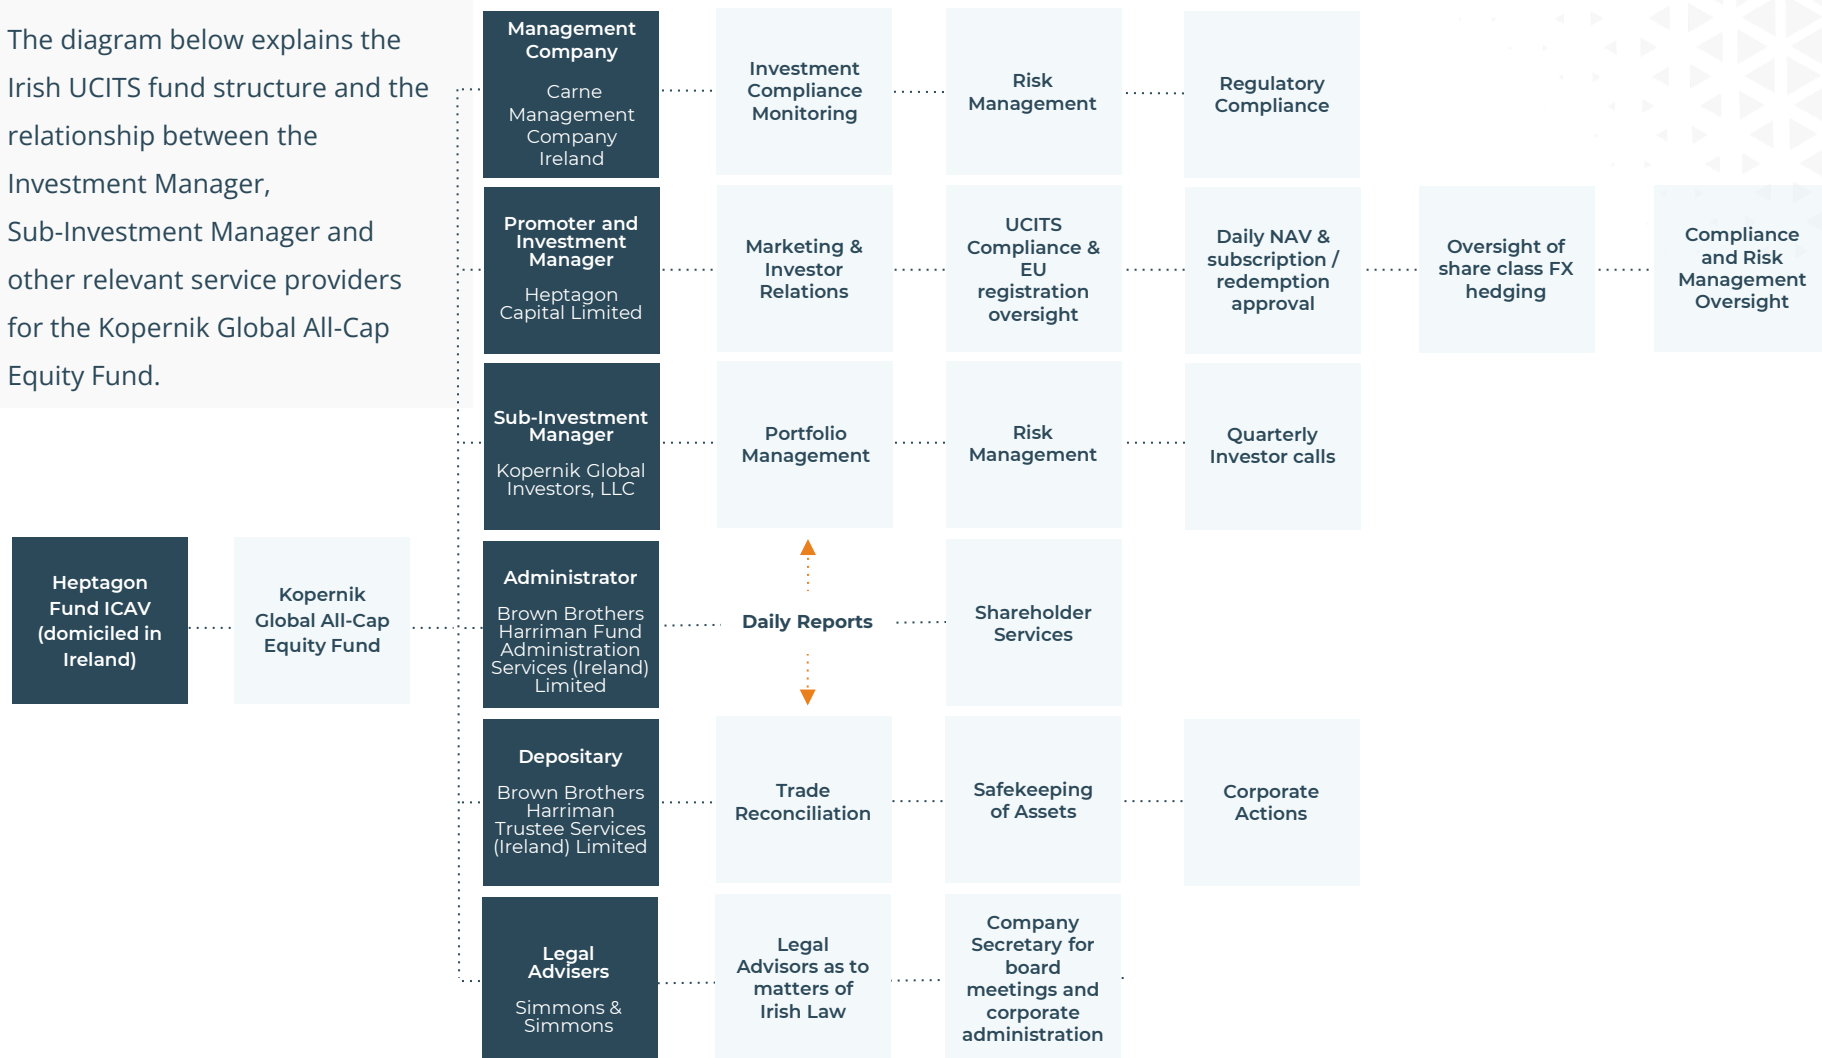 The diagram below explains the
Irish UCITS fund structure and the
relationship between the
Investment Manager,
Sub-Investment Manager and
other relevant service providers
for the Kopernik Global All-Cap
Equity Fund.
Heptagon
Fund ICAV
(domiciled in
Ireland)
Kopernik
Global All-Cap
Equity Fund
Management
Company
Carne
Management
Company
Ireland
Investment
Compliance
Monitoring
Risk
Management
Regulatory
Compliance
Promoter and
Investment
Manager
Heptagon
Capital Limited
Marketing &
Investor
Relations
UCITS
Compliance &
EU
registration
oversight
Daily NAV &
subscription /
redemption
approval
Oversight of
share class FX
hedging
Compliance
and Risk
Management
Oversight
Sub-Investment
Manager
Kopernik Global
Investors, LLC
Portfolio
Management
Risk
Management
Quarterly
Investor calls
Administrator
Brown Brothers
Harriman Fund
Administration
Services (Ireland)
Limited
Daily Reports
Shareholder
Services
Depositary
Brown Brothers
Harriman
Trustee Services
(Ireland) Limited
Trade
Reconciliation
Safekeeping
of Assets
Corporate
Actions
Legal
Advisers
Simmons &
Simmons
Legal
Advisors as to
matters of
Irish Law
Company
Secretary for
board
meetings and
corporate
administration